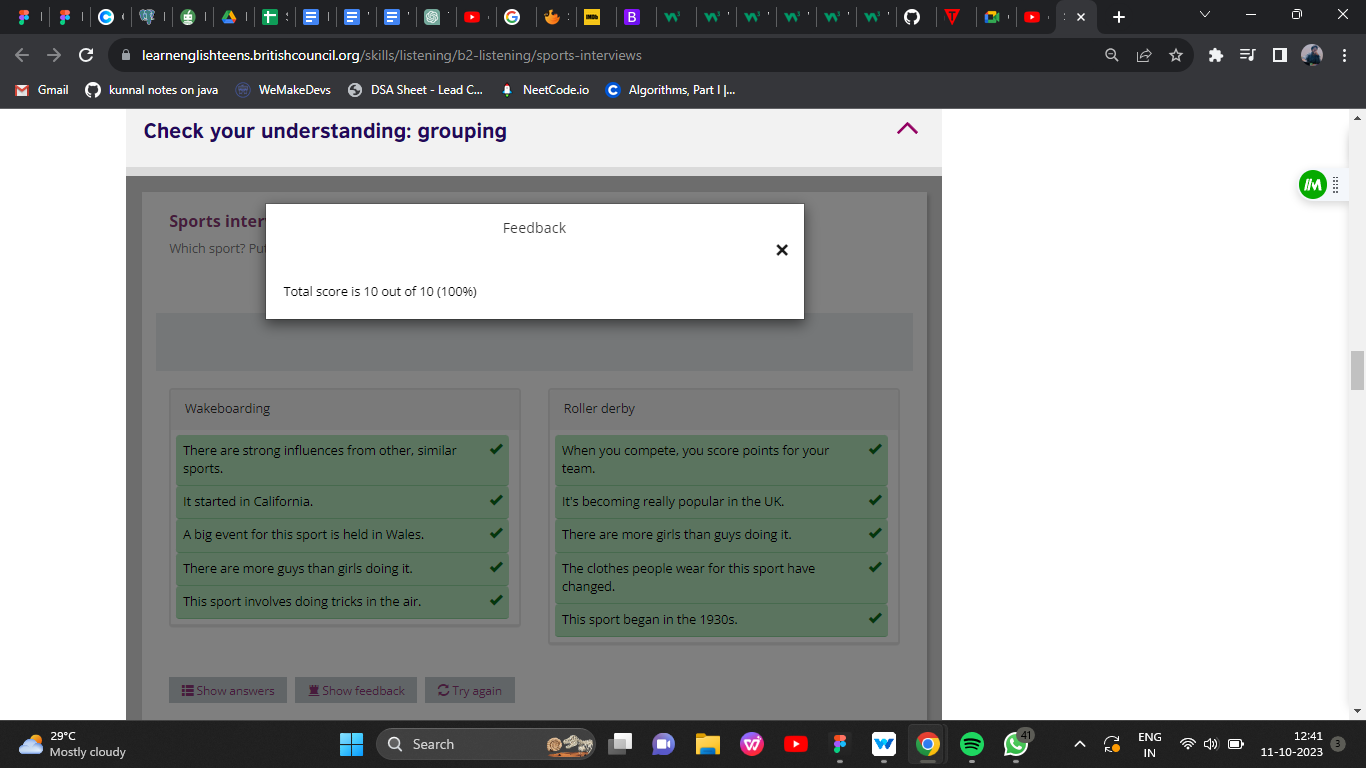 learnenglishteens.britishcouncil.org/skills/listening/b2-listening/sports-interviews
Gmail
kunnal notes on java
WeMakeDevs
DSA Sheet - Lead C...
NeetCode.io
Algorithms, Part I |...
Check your understanding: grouping
Sports inter
Which sport? Pu
Feedback
Total score is 10 out of 10 (100%)
Wakeboarding
There are strong influences from other, similar
sports.
It started in California.
A big event for this sport is held in Wales.
There are more guys than girls doing it.
This sport involves doing tricks in the air.
Roller derby
When you compete, you score points for your
team.
It's becoming really popular in the UK.
There are more girls than guys doing it.
The clothes people wear for this sport have
changed.
This sport began in the 1930s.
Show answers
Show feedback
Try again
29°C
Mostly cloudy
Search
41
ENG
IN
12:41
11-10-2023
3